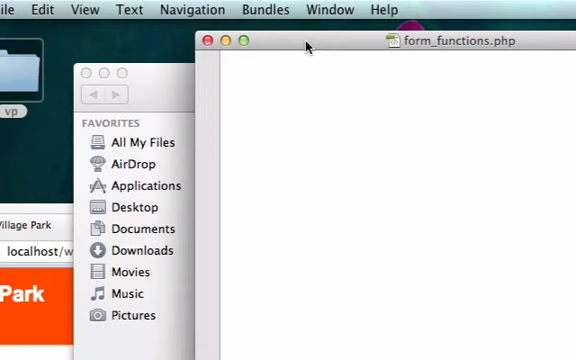 ile Edit View Text Navigation Bundles Window Help
form_functions.php
vp
FAVORITES
All My Files
AirDrop
Applications
Desktop
Documents
Downloads
Movies
Music
Pictures
illage Park
localhost/w
Park